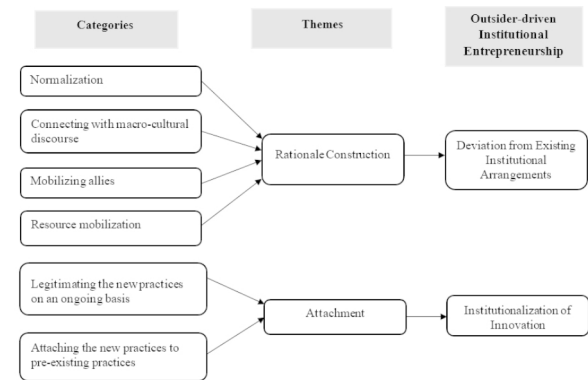 Categories
Themes
Outsider-driven
Institutional
Entrepreneurship
Normalization
Connecting with macro-cultural
discourse
Mobilizing allies
Resource mobilization
Rationale Construction
Deviation from Existing
Institutional
Arrangements
Legitimating the new practices
on an ongoing basis
Attaching the new practices to
pre-existing practices
Attachment
Institutionalization of
Innovation